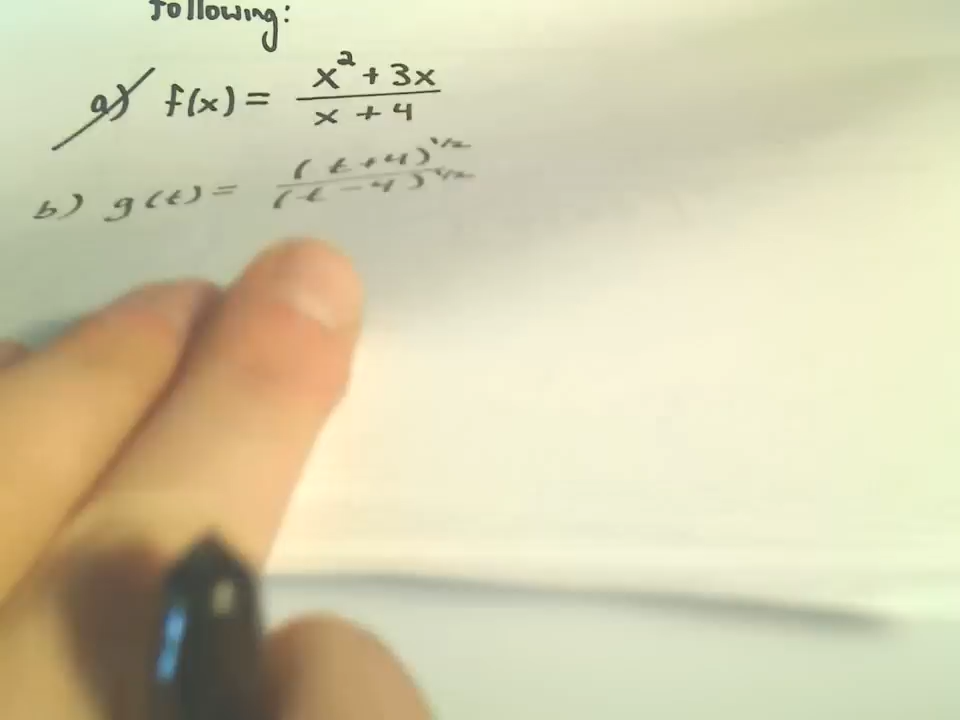 following:
a) f(x) = (x² + 3x)/(x + 4)
b) g(t) = (t + 4)^(1/2)/(t - 4)^(1/2)